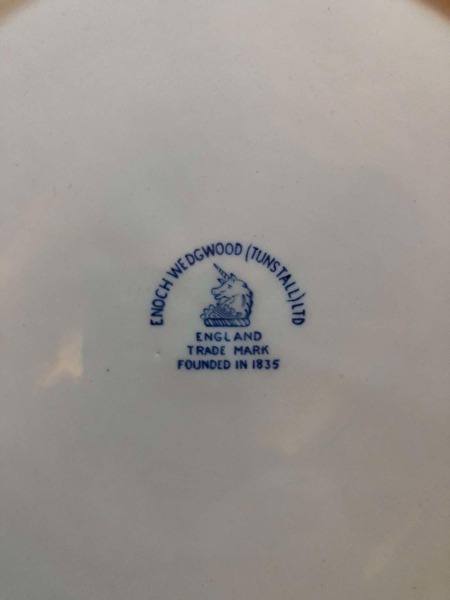 ENOCH WEDGWOOD (TUNSTALL) LTD
ENGLAND
TRADE MARK
FOUNDED IN 1835